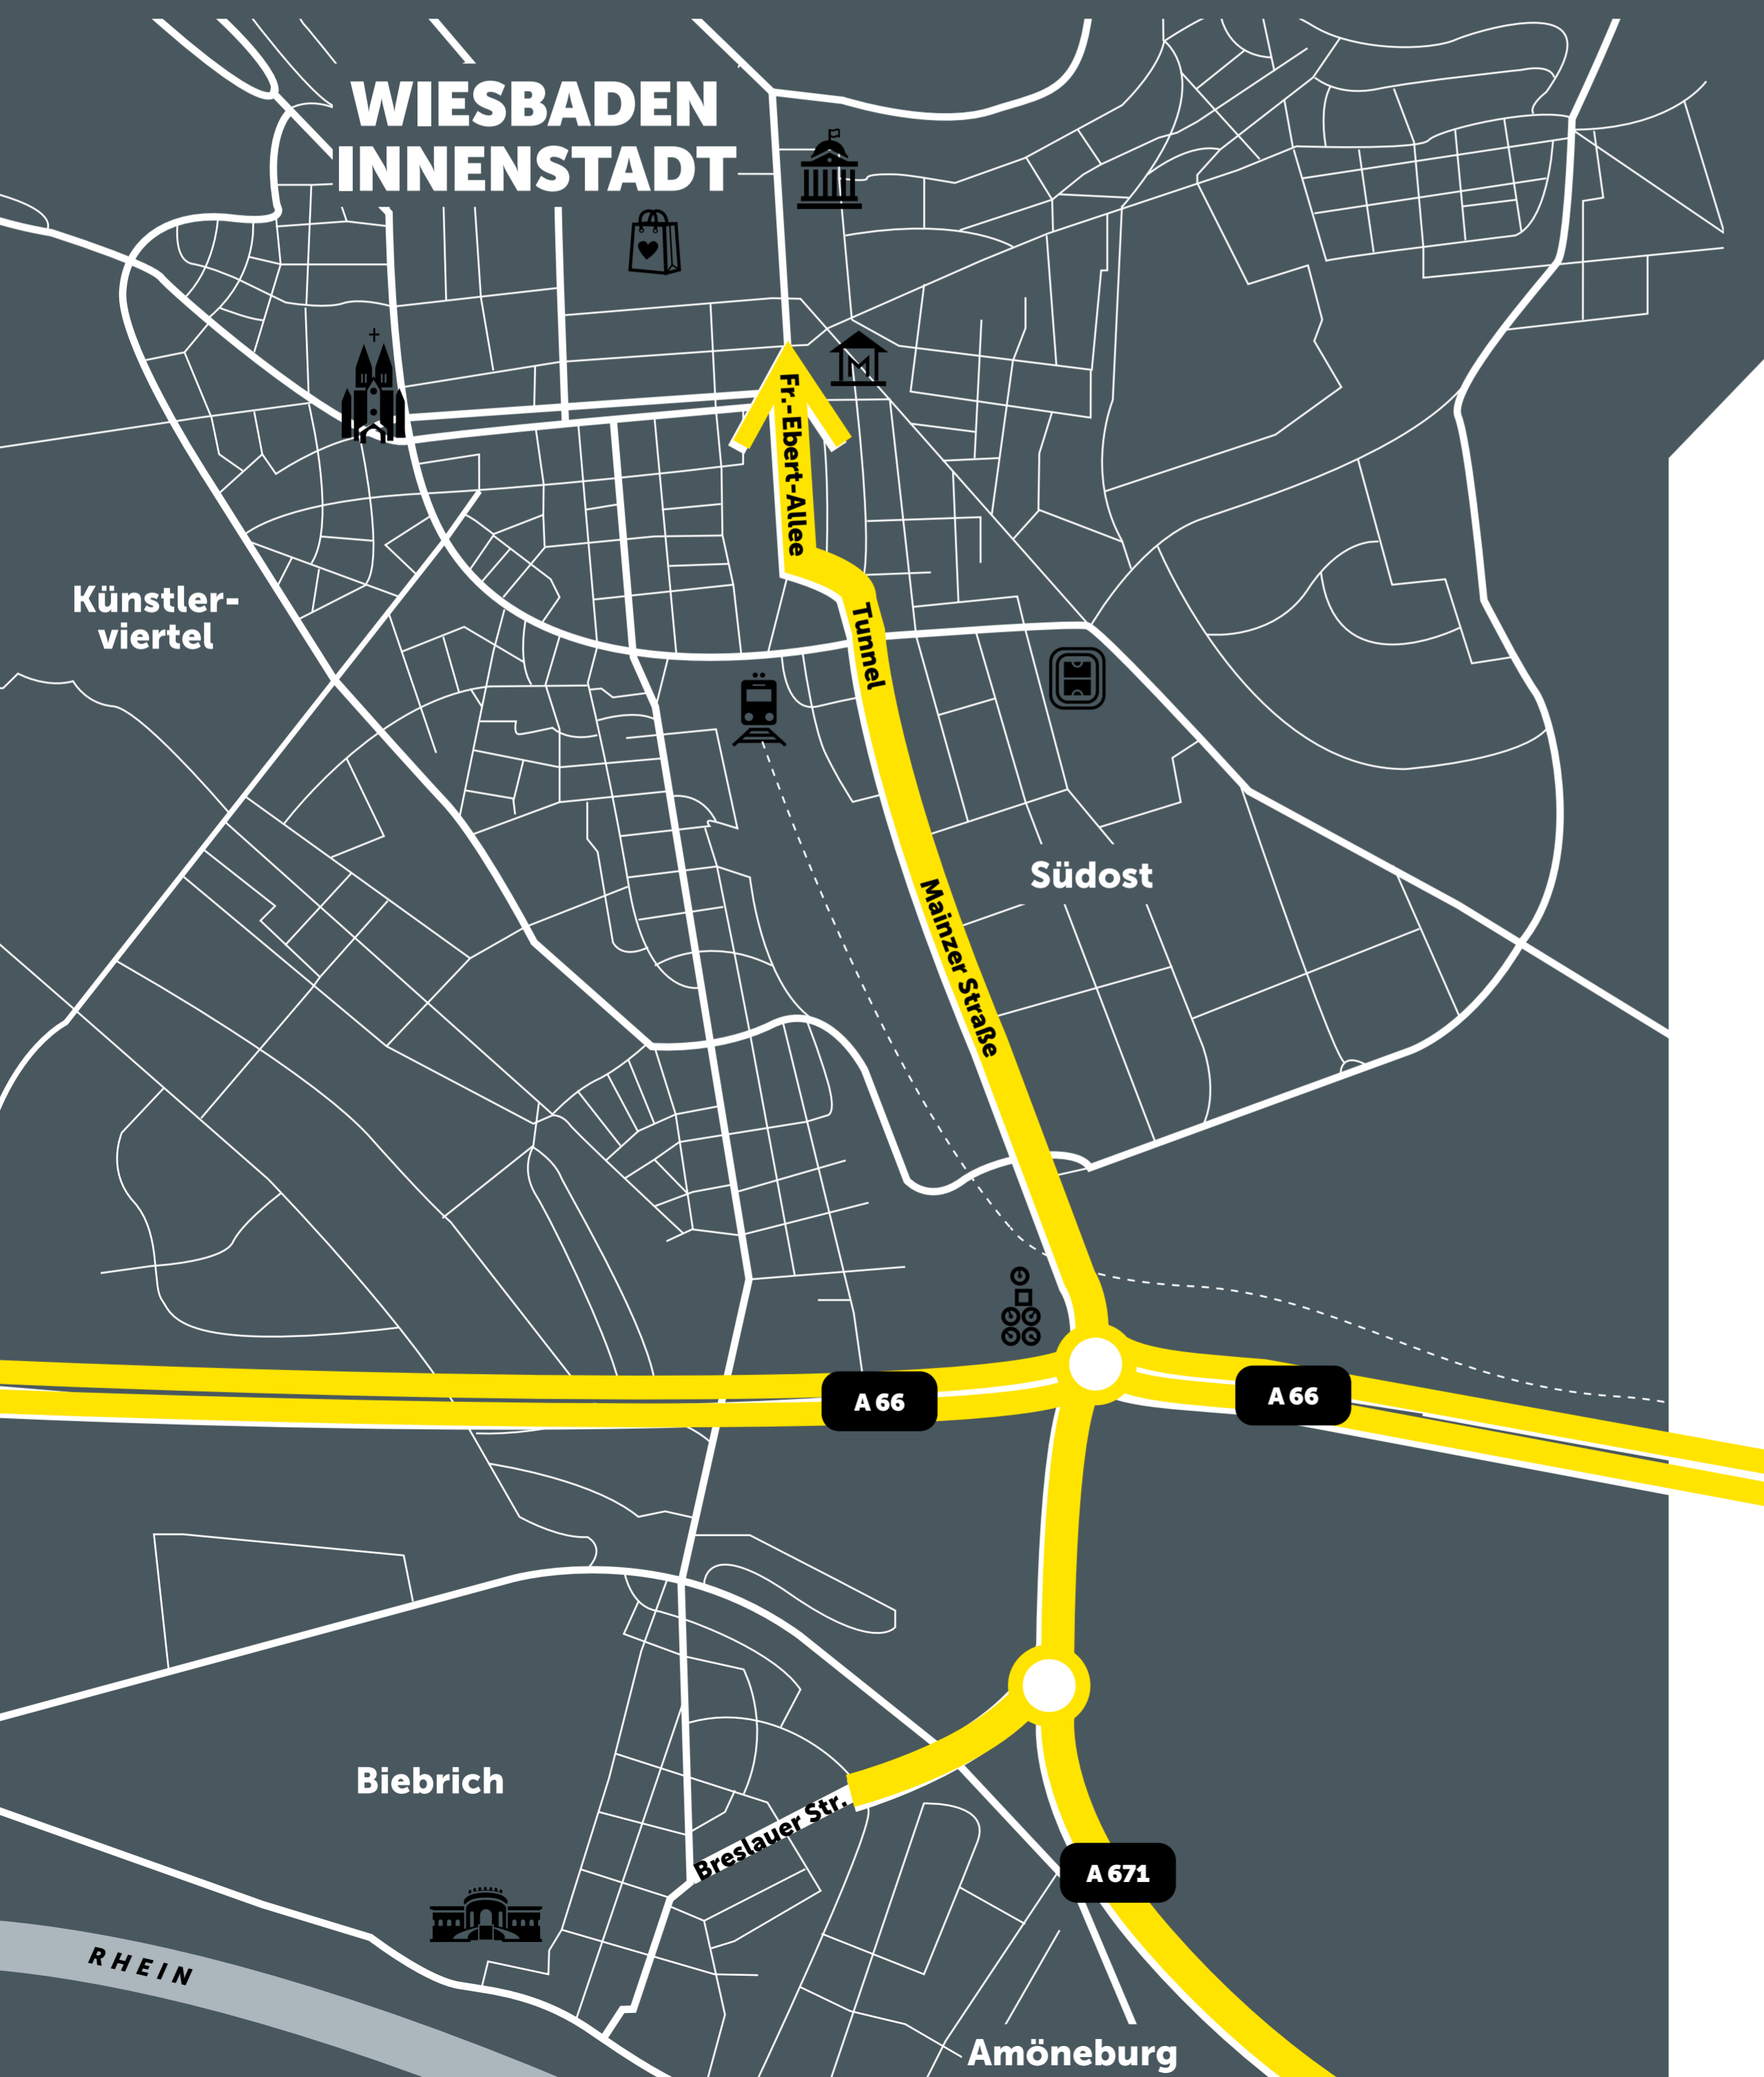 WIESBADEN
INNENSTADT
Fr.-Ebert-Allee
Künstler-
viertel
Tunnel
Südost
Mainzer Straße
A 66
A 66
Biebrich
Breslauer Str.
A 671
RHEIN
Amöneburg